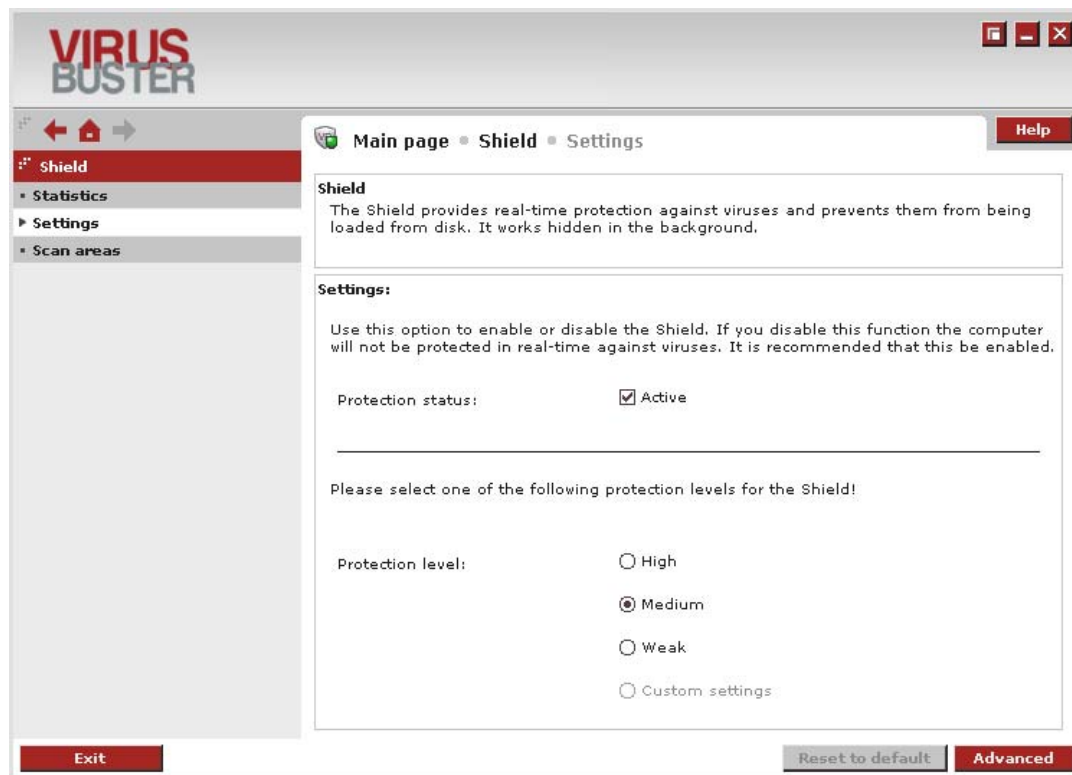 VIRUS
BUSTER
Main page Shield Settings
Help
Shield
Statistics
Settings
Scan areas
Shield
The Shield provides real-time protection against viruses and prevents them from being
loaded from disk. It works hidden in the background.
Settings:
Use this option to enable or disable the Shield. If you disable this function the computer
will not be protected in real-time against viruses. It is recommended that this be enabled.
Protection status: Active
Please select one of the following protection levels for the Shield!
Protection level: High
Medium
Weak
Custom settings
Exit
Reset to default
Advanced